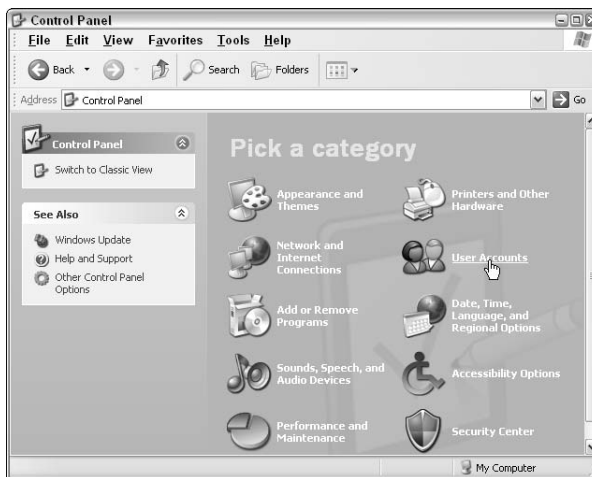 Control Panel
File Edit View Favorites Tools Help
Back Search Folders
Address Control Panel Go
Control Panel
Switch to Classic View
See Also
Windows Update
Help and Support
Other Control Panel
Options
Pick a category
Appearance and
Themes
Printers and Other
Hardware
Network and
Internet
Connections
User Accounts
Add or Remove
Programs
Date, Time,
Language, and
Regional Options
Sounds, Speech, and
Audio Devices
Accessibility Options
Performance and
Maintenance
Security Center
My Computer